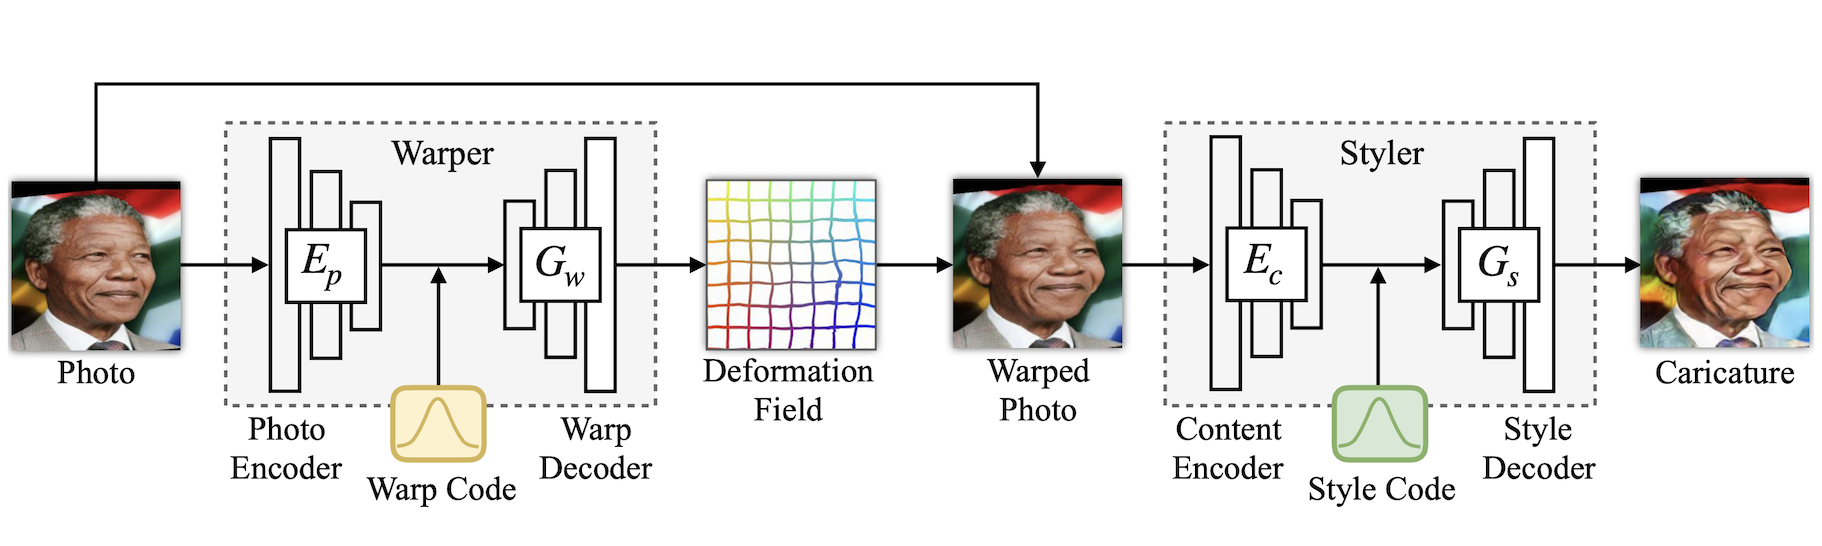 Warper
Styler
E_p
G_w
E_c
G_s
Photo
Deformation
Field
Warped
Photo
Caricature
Photo
Encoder
Warp Code
Warp
Decoder
Content
Encoder
Style Code
Style
Decoder